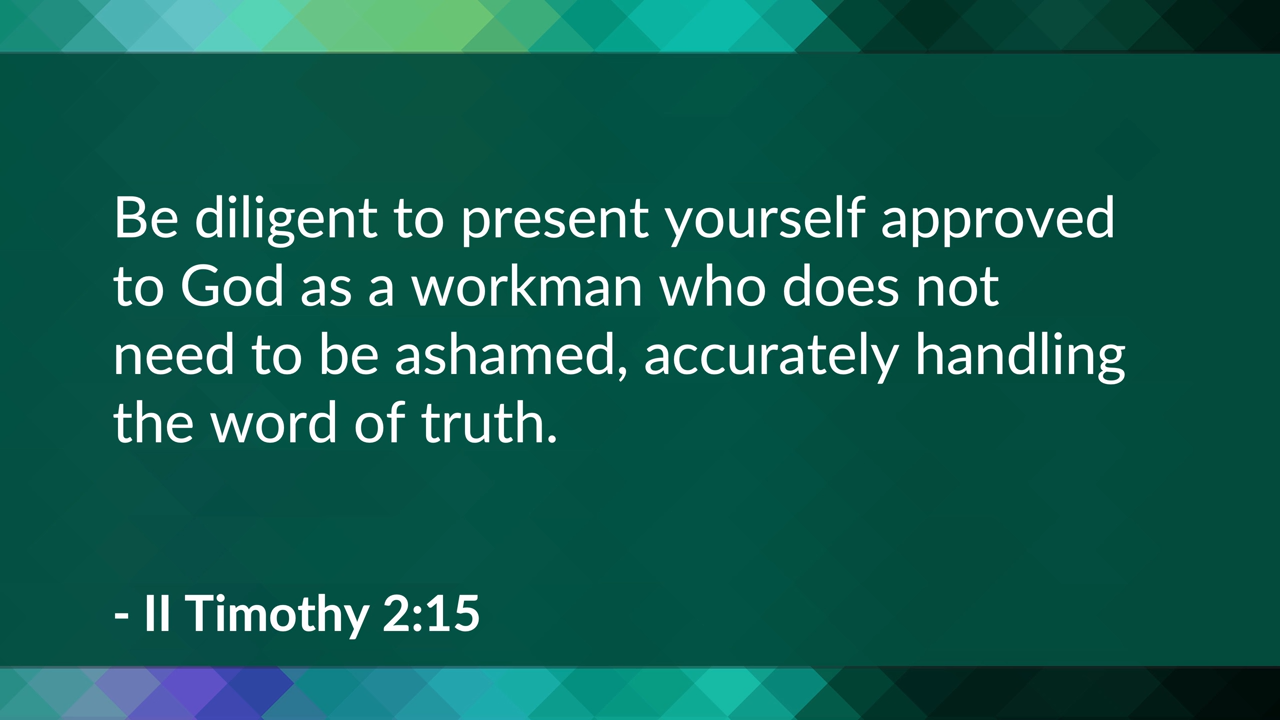 Be diligent to present yourself approved
to God as a workman who does not
need to be ashamed, accurately handling
the word of truth.
- II Timothy 2:15